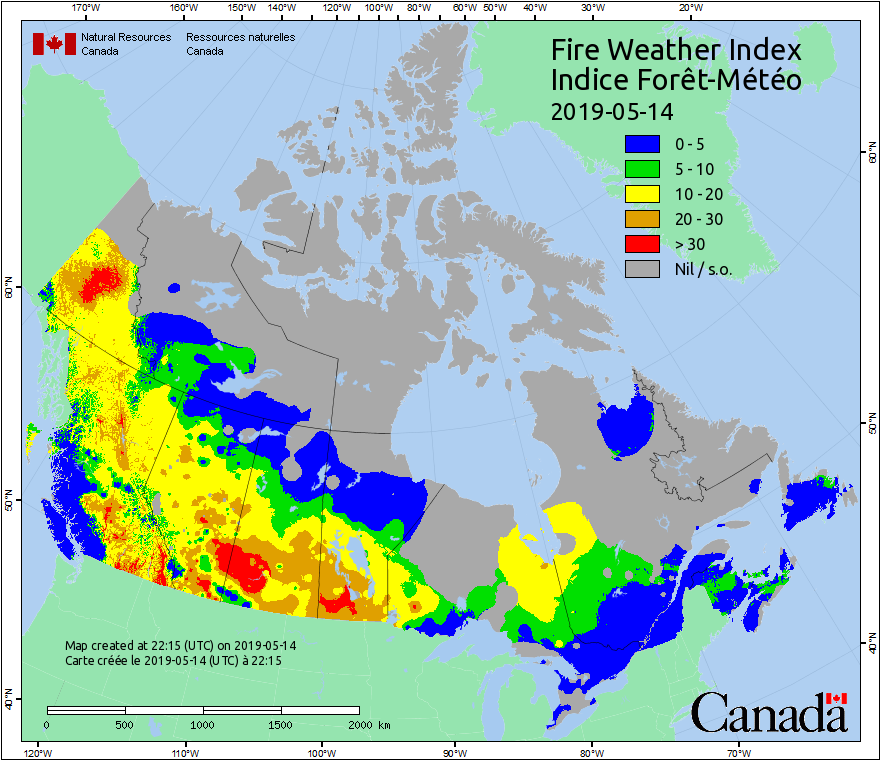 170°W 160°W 150°W 140°W 130°W 120°W 110°W 100°W 90°W 80°W 60°W 50°W 40°W 30°W 20°W
Natural Resources Canada
Ressources naturelles Canada
Fire Weather Index
Indice Forêt-Météo
2019-05-14
0 - 5
5 - 10
10 - 20
20 - 30
> 30
Nil / s.o.
60°N
60°N
50°N
50°N
40°N
40°N
Map created at 22:15 (UTC) on 2019-05-14
Carte créée le 2019-05-14 (UTC) à 22:15
0 500 1000 1500 2000 km
Canada
120°W 110°W 100°W 90°W 80°W 70°W